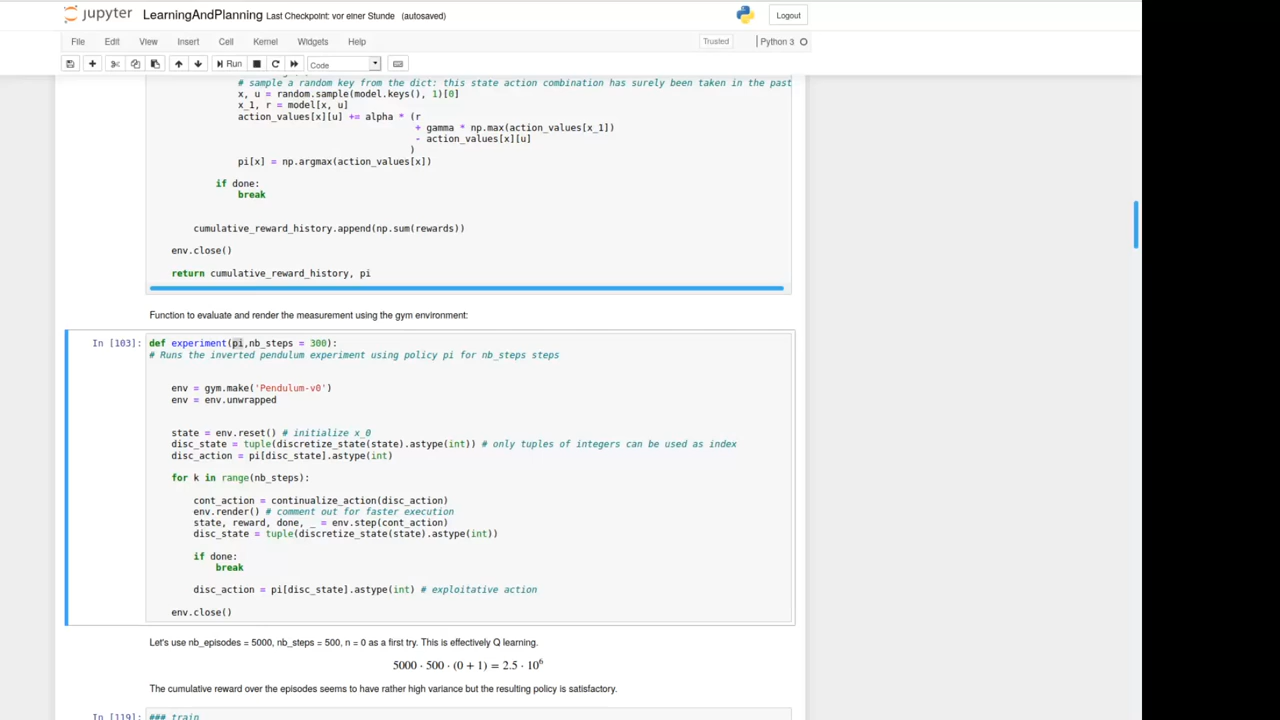 jupyter LearningAndPlanning Last Checkpoint: vor einer Stunde (autosaved) Logout
File Edit View Insert Cell Kernel Widgets Help Trusted Python 3
Run Code
# sample a random key from the dict: this state action combination has surely been taken in the past
x, u = random.sample(model.keys(), 1)[0]
x_1, r = model[x, u]
action_values[x][u] += alpha * (r
+ gamma * np.max(action_values[x_1])
- action_values[x][u]
)
pi[x] = np.argmax(action_values[x])
if done:
break
cumulative_reward_history.append(np.sum(rewards))
env.close()
return cumulative_reward_history, pi
Function to evaluate and render the measurement using the gym environment:
In [103]: def experiment(pi,nb_steps = 300):
# Runs the inverted pendulum experiment using policy pi for nb_steps steps
env = gym.make('Pendulum-v0')
env = env.unwrapped
state = env.reset() # initialize x_0
disc_state = tuple(discretize_state(state).astype(int)) # only tuples of integers can be used as index
disc_action = pi[disc_state].astype(int)
for k in range(nb_steps):
cont_action = continualize_action(disc_action)
env.render() # comment out for faster execution
state, reward, done, _ = env.step(cont_action)
disc_state = tuple(discretize_state(state).astype(int))
if done:
break
disc_action = pi[disc_state].astype(int) # exploitative action
env.close()
Let's use nb_episodes = 5000, nb_steps = 500, n = 0 as a first try. This is effectively Q learning.
5000 · 500 · (0 + 1) = 2.5 · 10⁶
The cumulative reward over the episodes seems to have rather high variance but the resulting policy is satisfactory.
In [119]: ### train